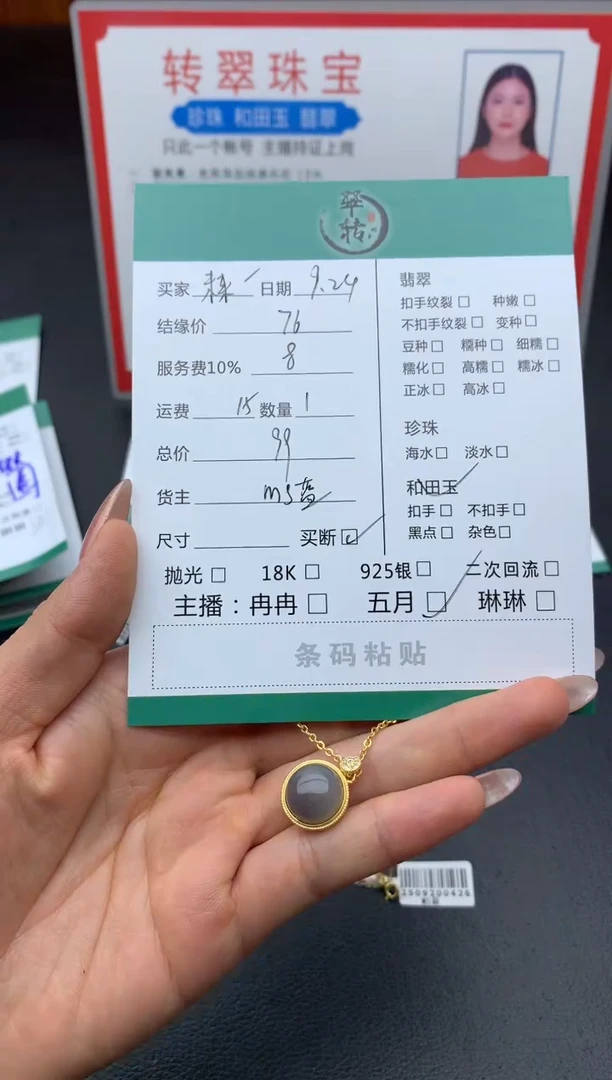 转翠珠宝
珍珠 和田玉 翡翠
只此一个帐号 主播持证上岗
翠转
买家 日期 9.24
结缘价 76
服务费10% 8
运费 15 数量 1
总价 99
货主 m5蓝
尺寸 买断
翡翠
扣手纹裂 种嫩
不扣手纹裂 变种
豆种 糯种 细糯
糯化 高糯 糯冰
正冰 高冰
珍珠
海水 淡水
和田玉
扣手 不扣手
黑点 杂色
抛光 18K 925银 二次回流
主播：冉冉 五月 琳琳
条码粘贴
2509200426